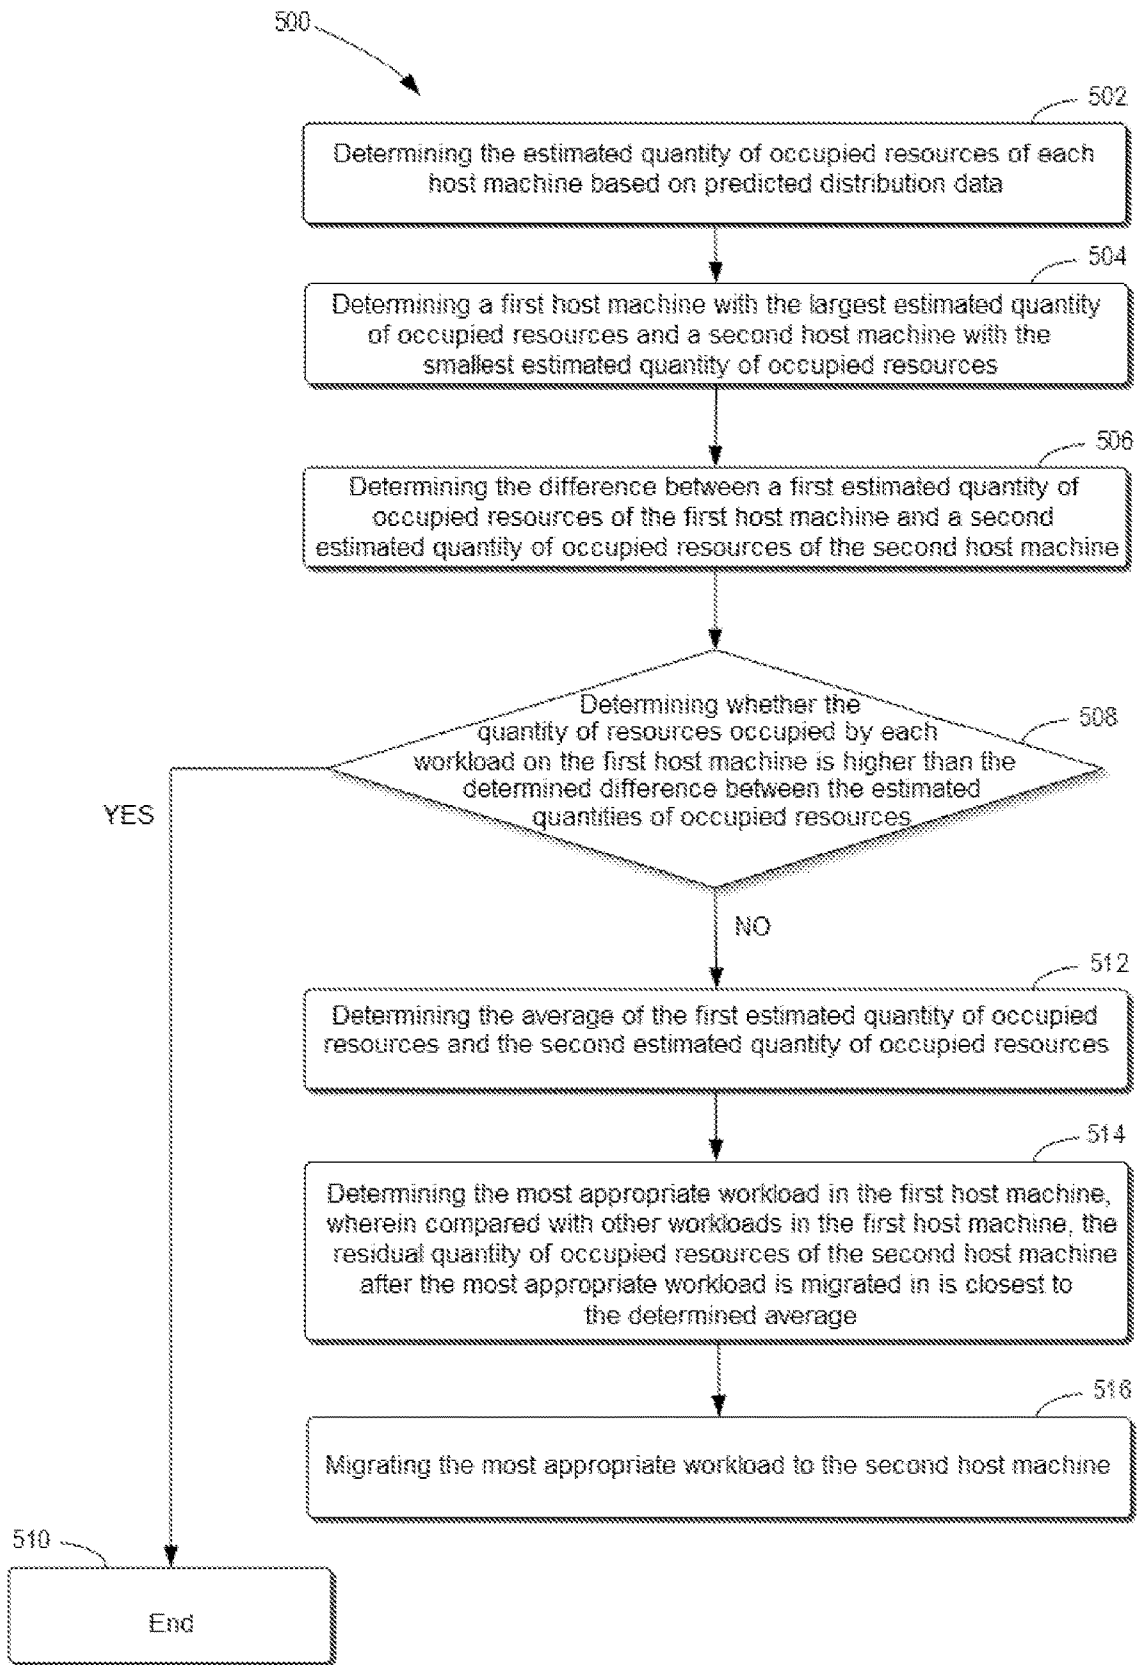 500
502
Determining the estimated quantity of occupied resources of each
host machine based on predicted distribution data
504
Determining a first host machine with the largest estimated quantity
of occupied resources and a second host machine with the
smallest estimated quantity of occupied resources
506
Determining the difference between a first estimated quantity of
occupied resources of the first host machine and a second
estimated quantity of occupied resources of the second host machine
508
Determining whether the
quantity of resources occupied by each
workload on the first host machine is higher than the
determined difference between the estimated
quantities of occupied resources
YES
NO
512
Determining the average of the first estimated quantity of occupied
resources and the second estimated quantity of occupied resources
514
Determining the most appropriate workload in the first host machine,
wherein compared with other workloads in the first host machine, the
residual quantity of occupied resources of the second host machine
after the most appropriate workload is migrated in is closest to
the determined average
516
Migrating the most appropriate workload to the second host machine
510
End